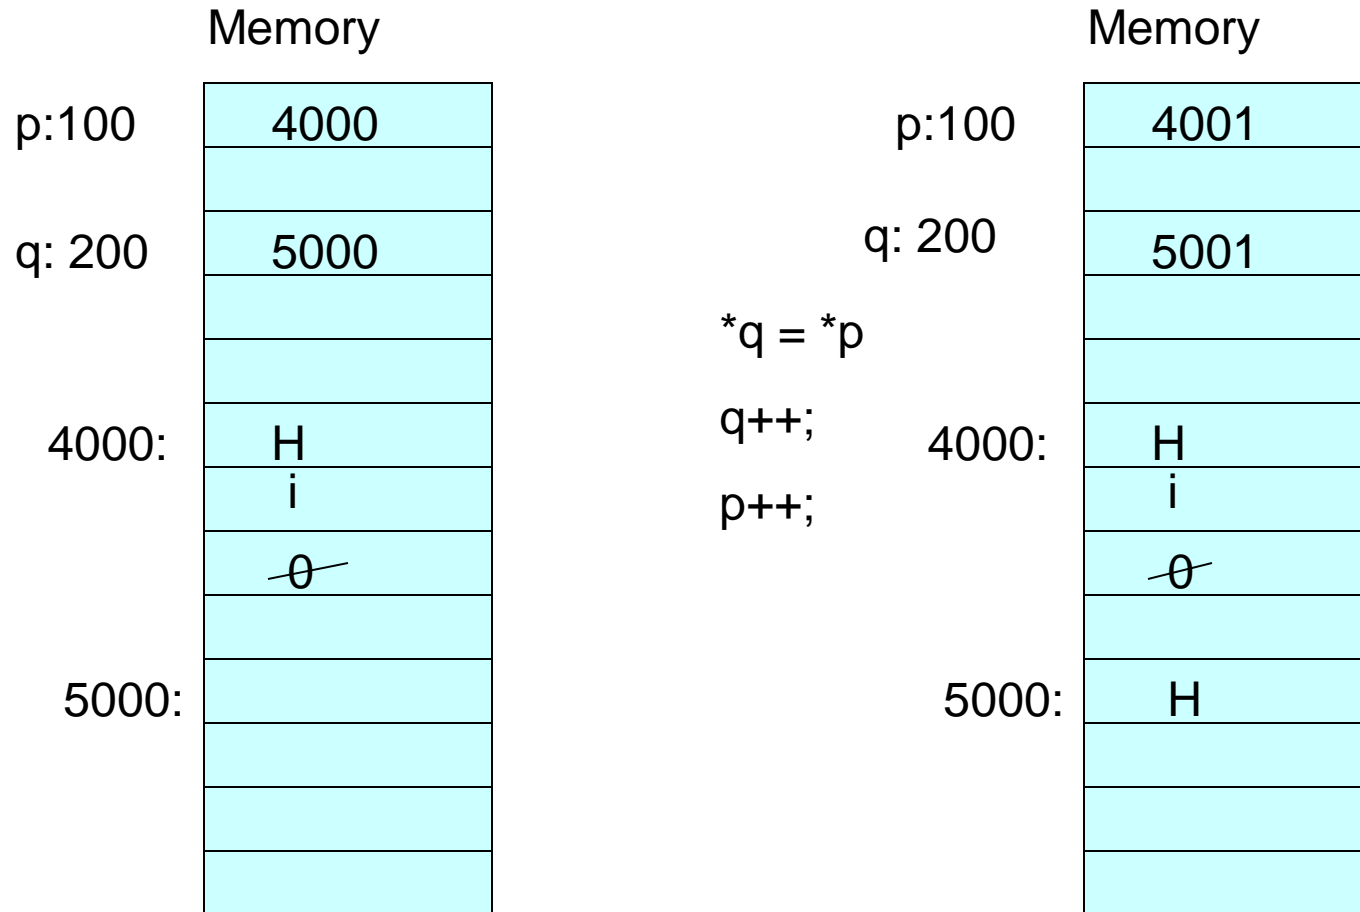 Memory
p:100 4000
q: 200 5000
4000: H
i
0
5000:
*q = *p
q++;
p++;
Memory
p:100 4001
q: 200 5001
4000: H
i
0
5000: H